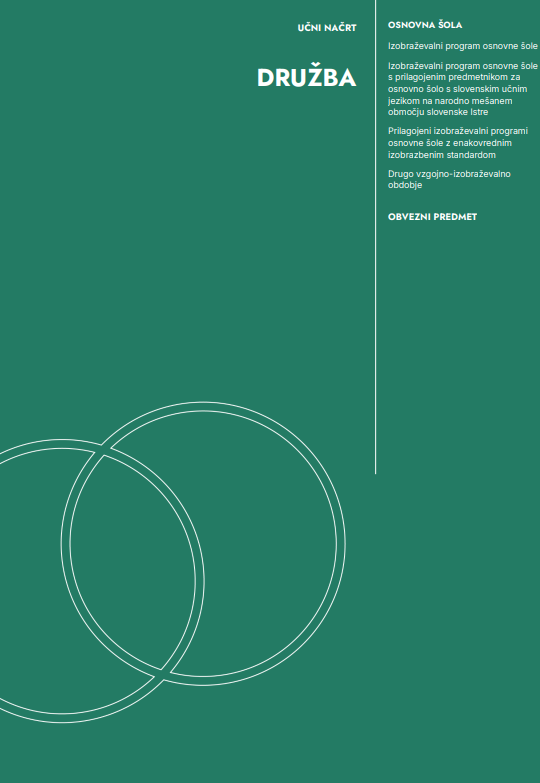 UČNI NAČRT
DRUŽBA
OSNOVNA ŠOLA
Izobraževalni program osnovne šole
Izobraževalni program osnovne šole
s prilagojenim predmetnikom za
osnovno šolo s slovenskim učnim
jezikom na narodno mešanem
območju slovenske Istre
Prilagojeni izobraževalni programi
osnovne šole z enakovrednim
izobrazbenim standardom
Drugo vzgojno-izobraževalno
obdobje
OBVEZNI PREDMET